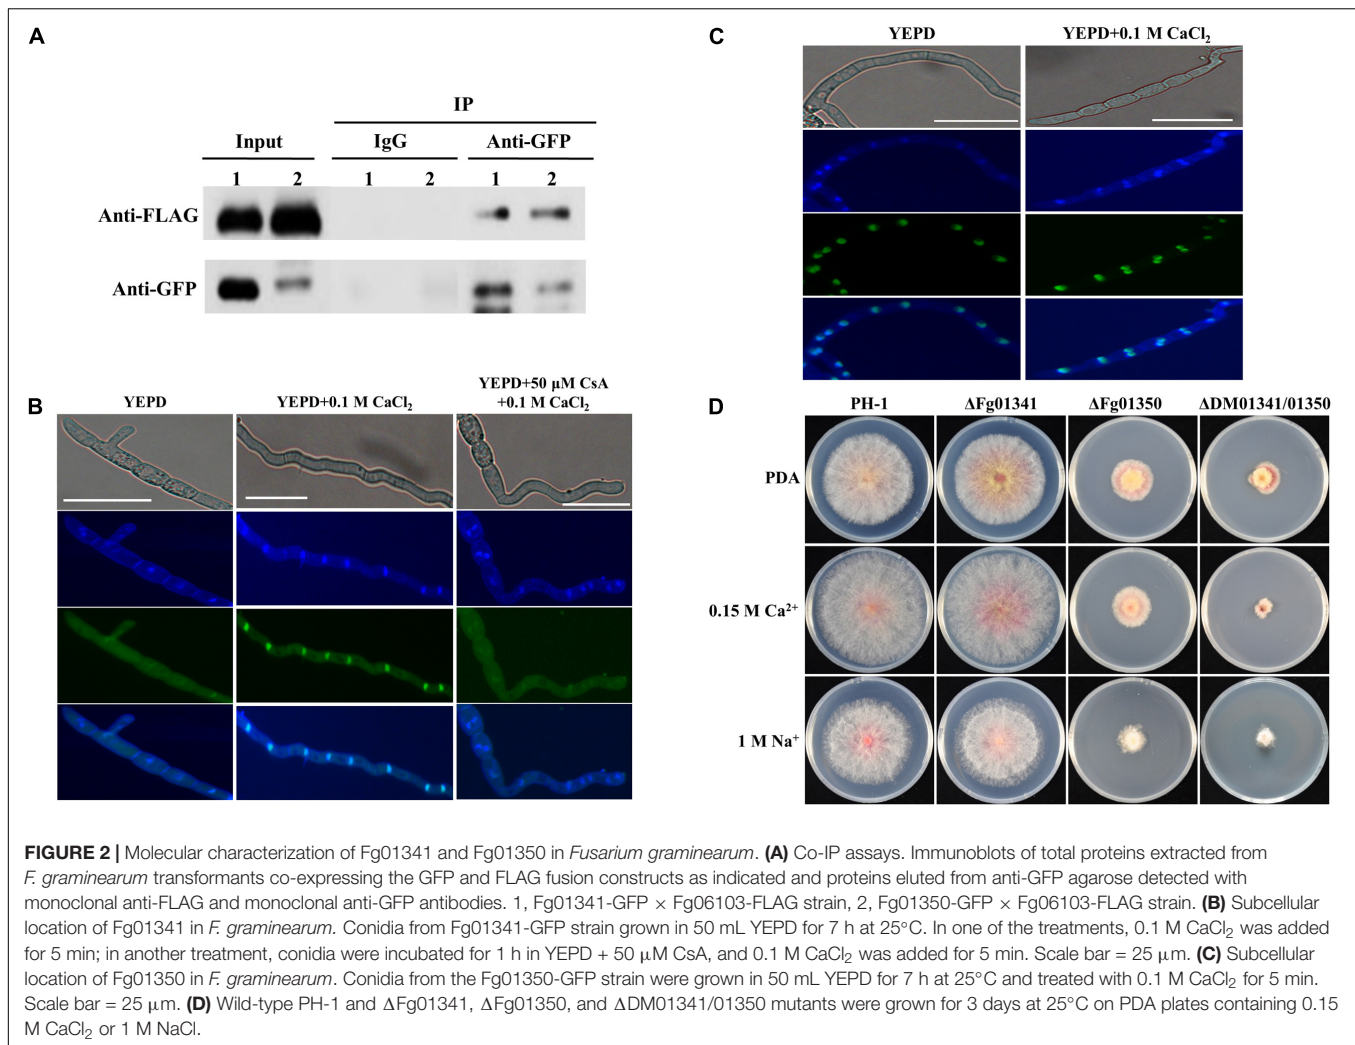 A
IP
Input IgG Anti-GFP
1 2 1 2 1 2
Anti-FLAG
Anti-GFP
B
YEPD YEPD+0.1 M CaCl₂ YEPD+50 μM CsA
+0.1 M CaCl₂
C
YEPD YEPD+0.1 M CaCl₂
D
PH-1 ΔFg01341 ΔFg01350 ΔDM01341/01350
PDA
0.15 M Ca²⁺
1 M Na⁺
FIGURE 2 | Molecular characterization of Fg01341 and Fg01350 in Fusarium graminearum. (A) Co-IP assays. Immunoblots of total proteins extracted from
F. graminearum transformants co-expressing the GFP and FLAG fusion constructs as indicated and proteins eluted from anti-GFP agarose detected with
monoclonal anti-FLAG and monoclonal anti-GFP antibodies. 1, Fg01341-GFP × Fg06103-FLAG strain, 2, Fg01350-GFP × Fg06103-FLAG strain. (B) Subcellular
location of Fg01341 in F. graminearum. Conidia from Fg01341-GFP strain grown in 50 mL YEPD for 7 h at 25°C. In one of the treatments, 0.1 M CaCl₂ was added
for 5 min; in another treatment, conidia were incubated for 1 h in YEPD + 50 μM CsA, and 0.1 M CaCl₂ was added for 5 min. Scale bar = 25 μm. (C) Subcellular
location of Fg01350 in F. graminearum. Conidia from the Fg01350-GFP strain were grown in 50 mL YEPD for 7 h at 25°C and treated with 0.1 M CaCl₂ for 5 min.
Scale bar = 25 μm. (D) Wild-type PH-1 and ΔFg01341, ΔFg01350, and ΔDM01341/01350 mutants were grown for 3 days at 25°C on PDA plates containing 0.15
M CaCl₂ or 1 M NaCl.